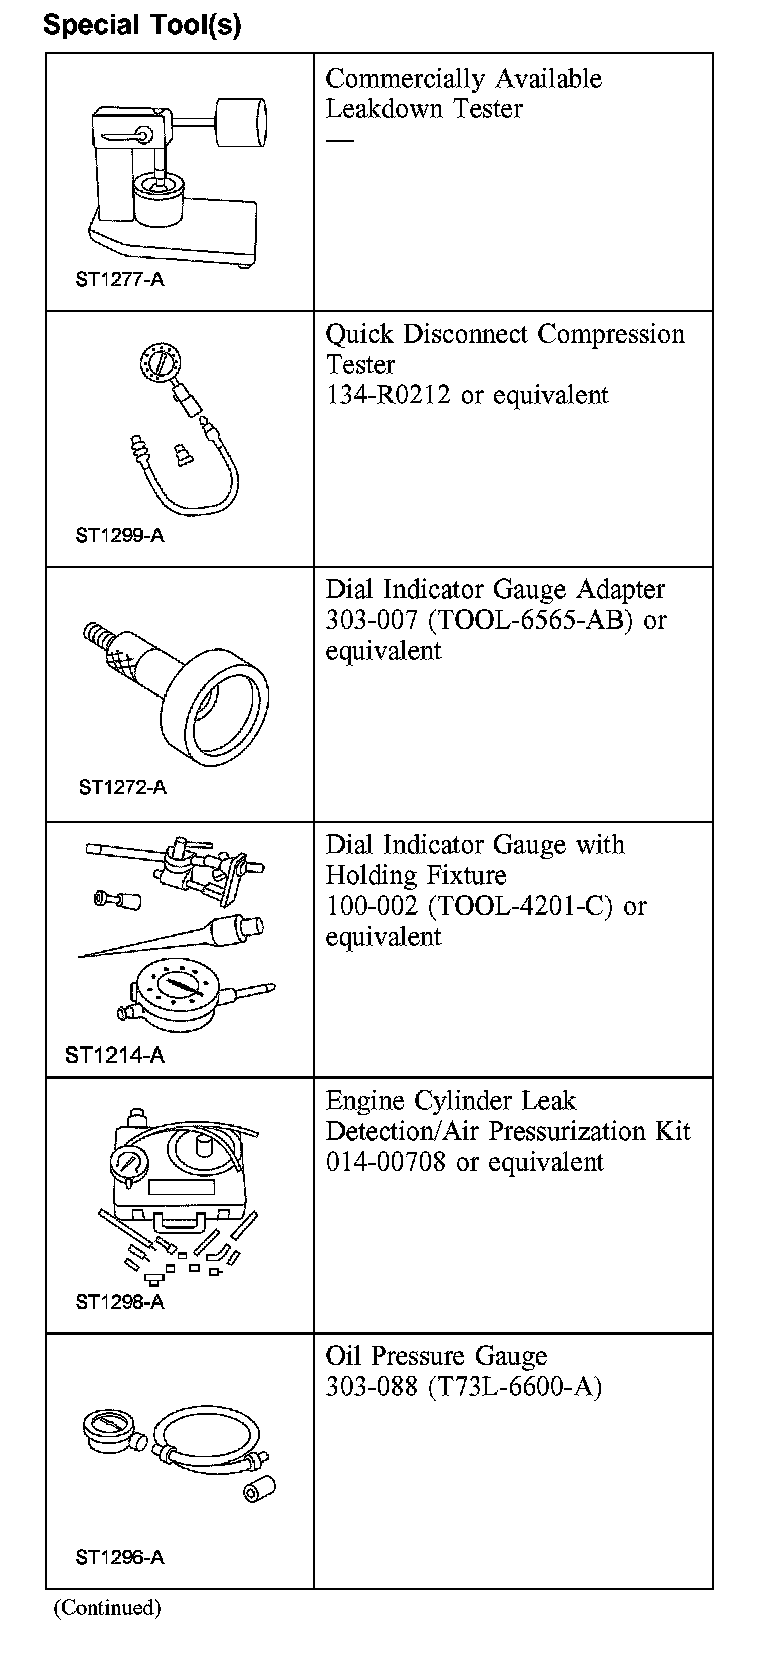 Special Tool(s)
Commercially Available
Leakdown Tester
—
ST1277-A
Quick Disconnect Compression
Tester
134-R0212 or equivalent
ST1299-A
Dial Indicator Gauge Adapter
303-007 (TOOL-6565-AB) or
equivalent
ST1272-A
Dial Indicator Gauge with
Holding Fixture
100-002 (TOOL-4201-C) or
equivalent
ST1214-A
Engine Cylinder Leak
Detection/Air Pressurization Kit
014-00708 or equivalent
ST1298-A
Oil Pressure Gauge
303-088 (T73L-6600-A)
ST1296-A
(Continued)